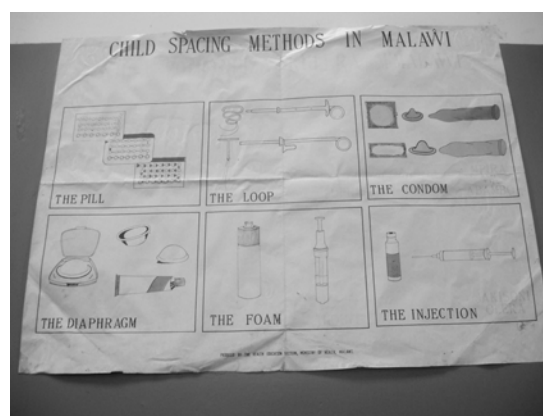 CHILD SPACING METHODS IN MALAWI
THE PILL
THE LOOP
THE CONDOM
THE DIAPHRAGM
THE FOAM
THE INJECTION